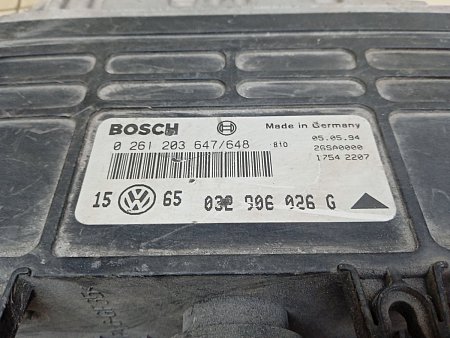 BOSCH Made in Germany
0 261 203 647/648 810 05.05.94
26SA0000
1754 2207
15 65 032 906 026 G